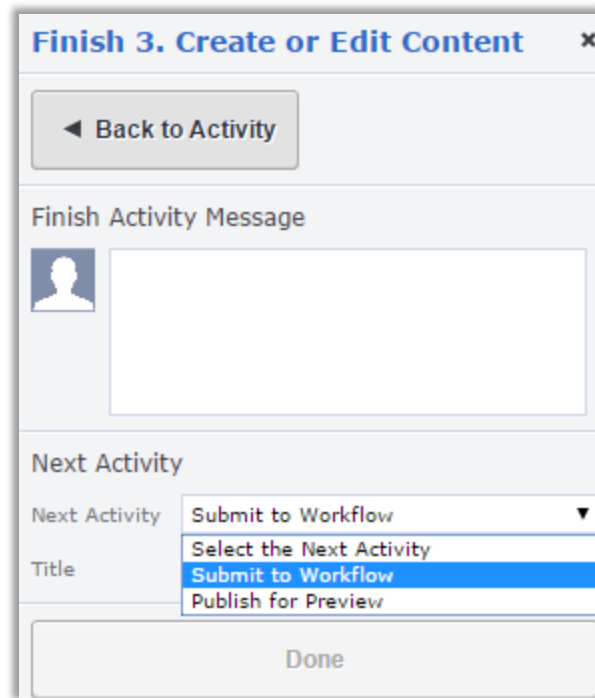 Finish 3. Create or Edit Content ×
◄ Back to Activity
Finish Activity Message
Next Activity
Next Activity Submit to Workflow ▼
Select the Next Activity
Title Submit to Workflow
Publish for Preview
Done